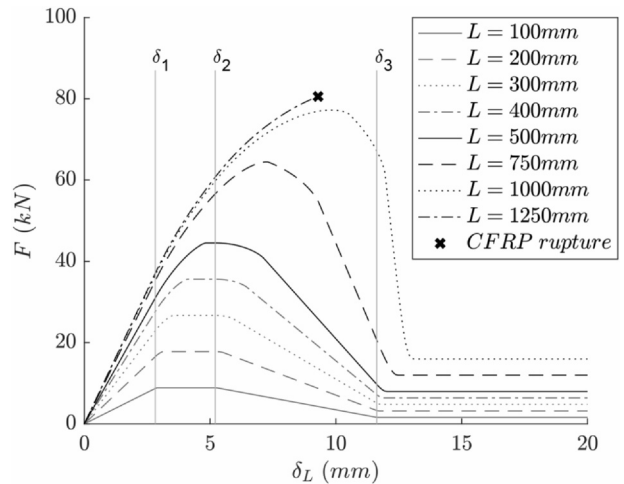 100
80
60
40
20
0
F (kN)
δ1 δ2 δ3
L = 100mm
L = 200mm
L = 300mm
L = 400mm
L = 500mm
L = 750mm
L = 1000mm
L = 1250mm
CFRP rupture
0 5 10 15 20
δL (mm)